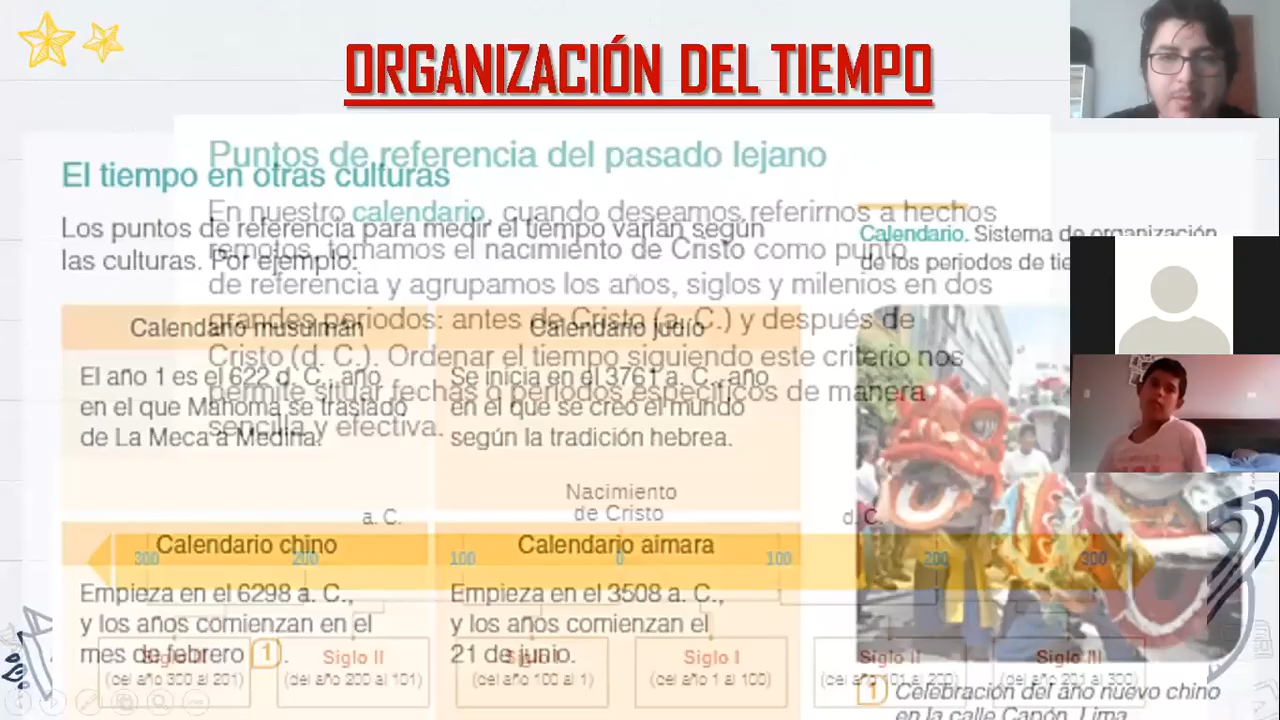 ORGANIZACIÓN DEL TIEMPO
Puntos de referencia del pasado lejano
En nuestro calendario, cuando deseamos referirnos a hechos
remotos, tomamos el nacimiento de Cristo como punto
de referencia y agrupamos los años, siglos y milenios en dos
grandes periodos: antes de Cristo (a. C.) y después de
Cristo (d. C.). Ordenar el tiempo siguiendo este criterio nos
permite situar fechas o periodos específicos de manera
sencilla y efectiva.
El tiempo en otras culturas
Los puntos de referencia para medir el tiempo varían según
las culturas. Por ejemplo:
Calendario. Sistema de organización
de los periodos de
Calendario musulmán
El año 1 es el 622 d. C., año
en el que Mahoma se trasladó
de La Meca a Medina.
Calendario judío
Se inicia en el 3761 a. C., año
en el que se creó el mundo
según la tradición hebrea.
Nacimiento
de Cristo
a. C.
d. C.
300 200 100 0 100 200 300
Calendario chino
Empieza en el 6298 a. C.,
y los años comienzan en el
mes de febrero 1.
Calendario aimara
Empieza en el 3508 a. C.,
y los años comienzan el
21 de junio.
Siglo II
Siglo I
Siglo II
Siglo III
(del año 300 al 201)
(del año 200 al 101)
(del año 100 al 1)
(del año 1 al 100)
(del año 101 al 200)
(del año 201 al 300)
1 Celebración del año nuevo chino
en la calle Capón, Lima